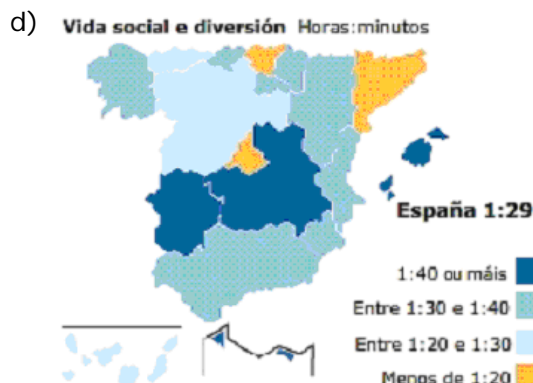 d) Vida social e diversión Horas:minutos
España 1:29
1:40 ou máis
Entre 1:30 e 1:40
Entre 1:20 e 1:30
Menos de 1:20